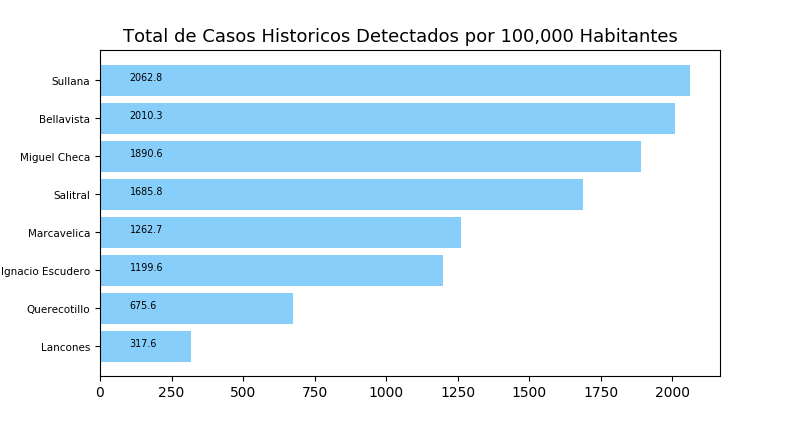 Total de Casos Historicos Detectados por 100,000 Habitantes
Sullana 2062.8
Bellavista 2010.3
Miguel Checa 1890.6
Salitral 1685.8
Marcavelica 1262.7
Ignacio Escudero 1199.6
Querecotillo 675.6
Lancones 317.6
0 250 500 750 1000 1250 1500 1750 2000